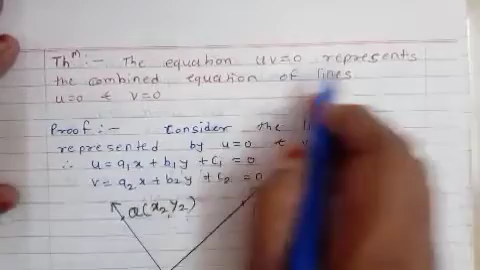 Thᵐ :- The equation uv=0 represents
the combined equation of lines
u=0 & v=0
Proof :- Consider the
represented by u=0 &
∴ u = a₁x + b₁y + c₁ = 0
v = a₂x + b₂y + c₂ = 0
Q(x₂,y₂)